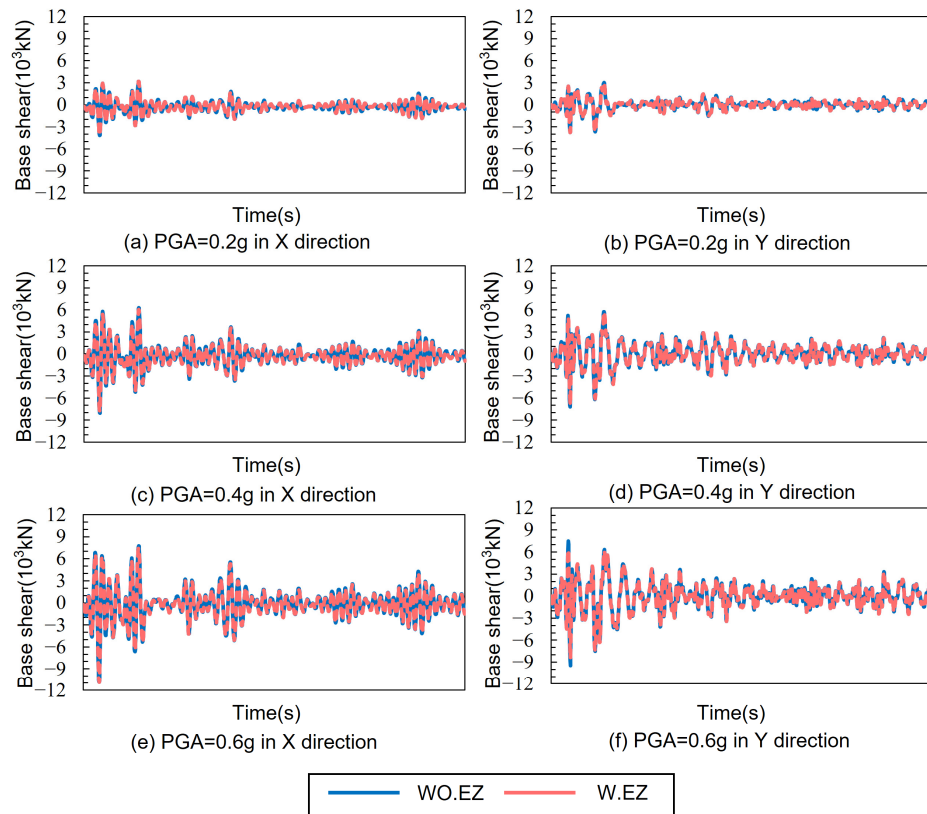 12
9
6
3
0
−3
−6
−9
−12
Base shear(10³kN)
Time(s)
(a) PGA=0.2g in X direction
12
9
6
3
0
−3
−6
−9
−12
Base shear(10³kN)
Time(s)
(b) PGA=0.2g in Y direction
12
9
6
3
0
−3
−6
−9
−12
Base shear(10³kN)
Time(s)
(c) PGA=0.4g in X direction
12
9
6
3
0
−3
−6
−9
−12
Base shear(10³kN)
Time(s)
(d) PGA=0.4g in Y direction
12
9
6
3
0
−3
−6
−9
−12
Base shear(10³kN)
Time(s)
(e) PGA=0.6g in X direction
12
9
6
3
0
−3
−6
−9
−12
Base shear(10³kN)
Time(s)
(f) PGA=0.6g in Y direction
WO.EZ W.EZ